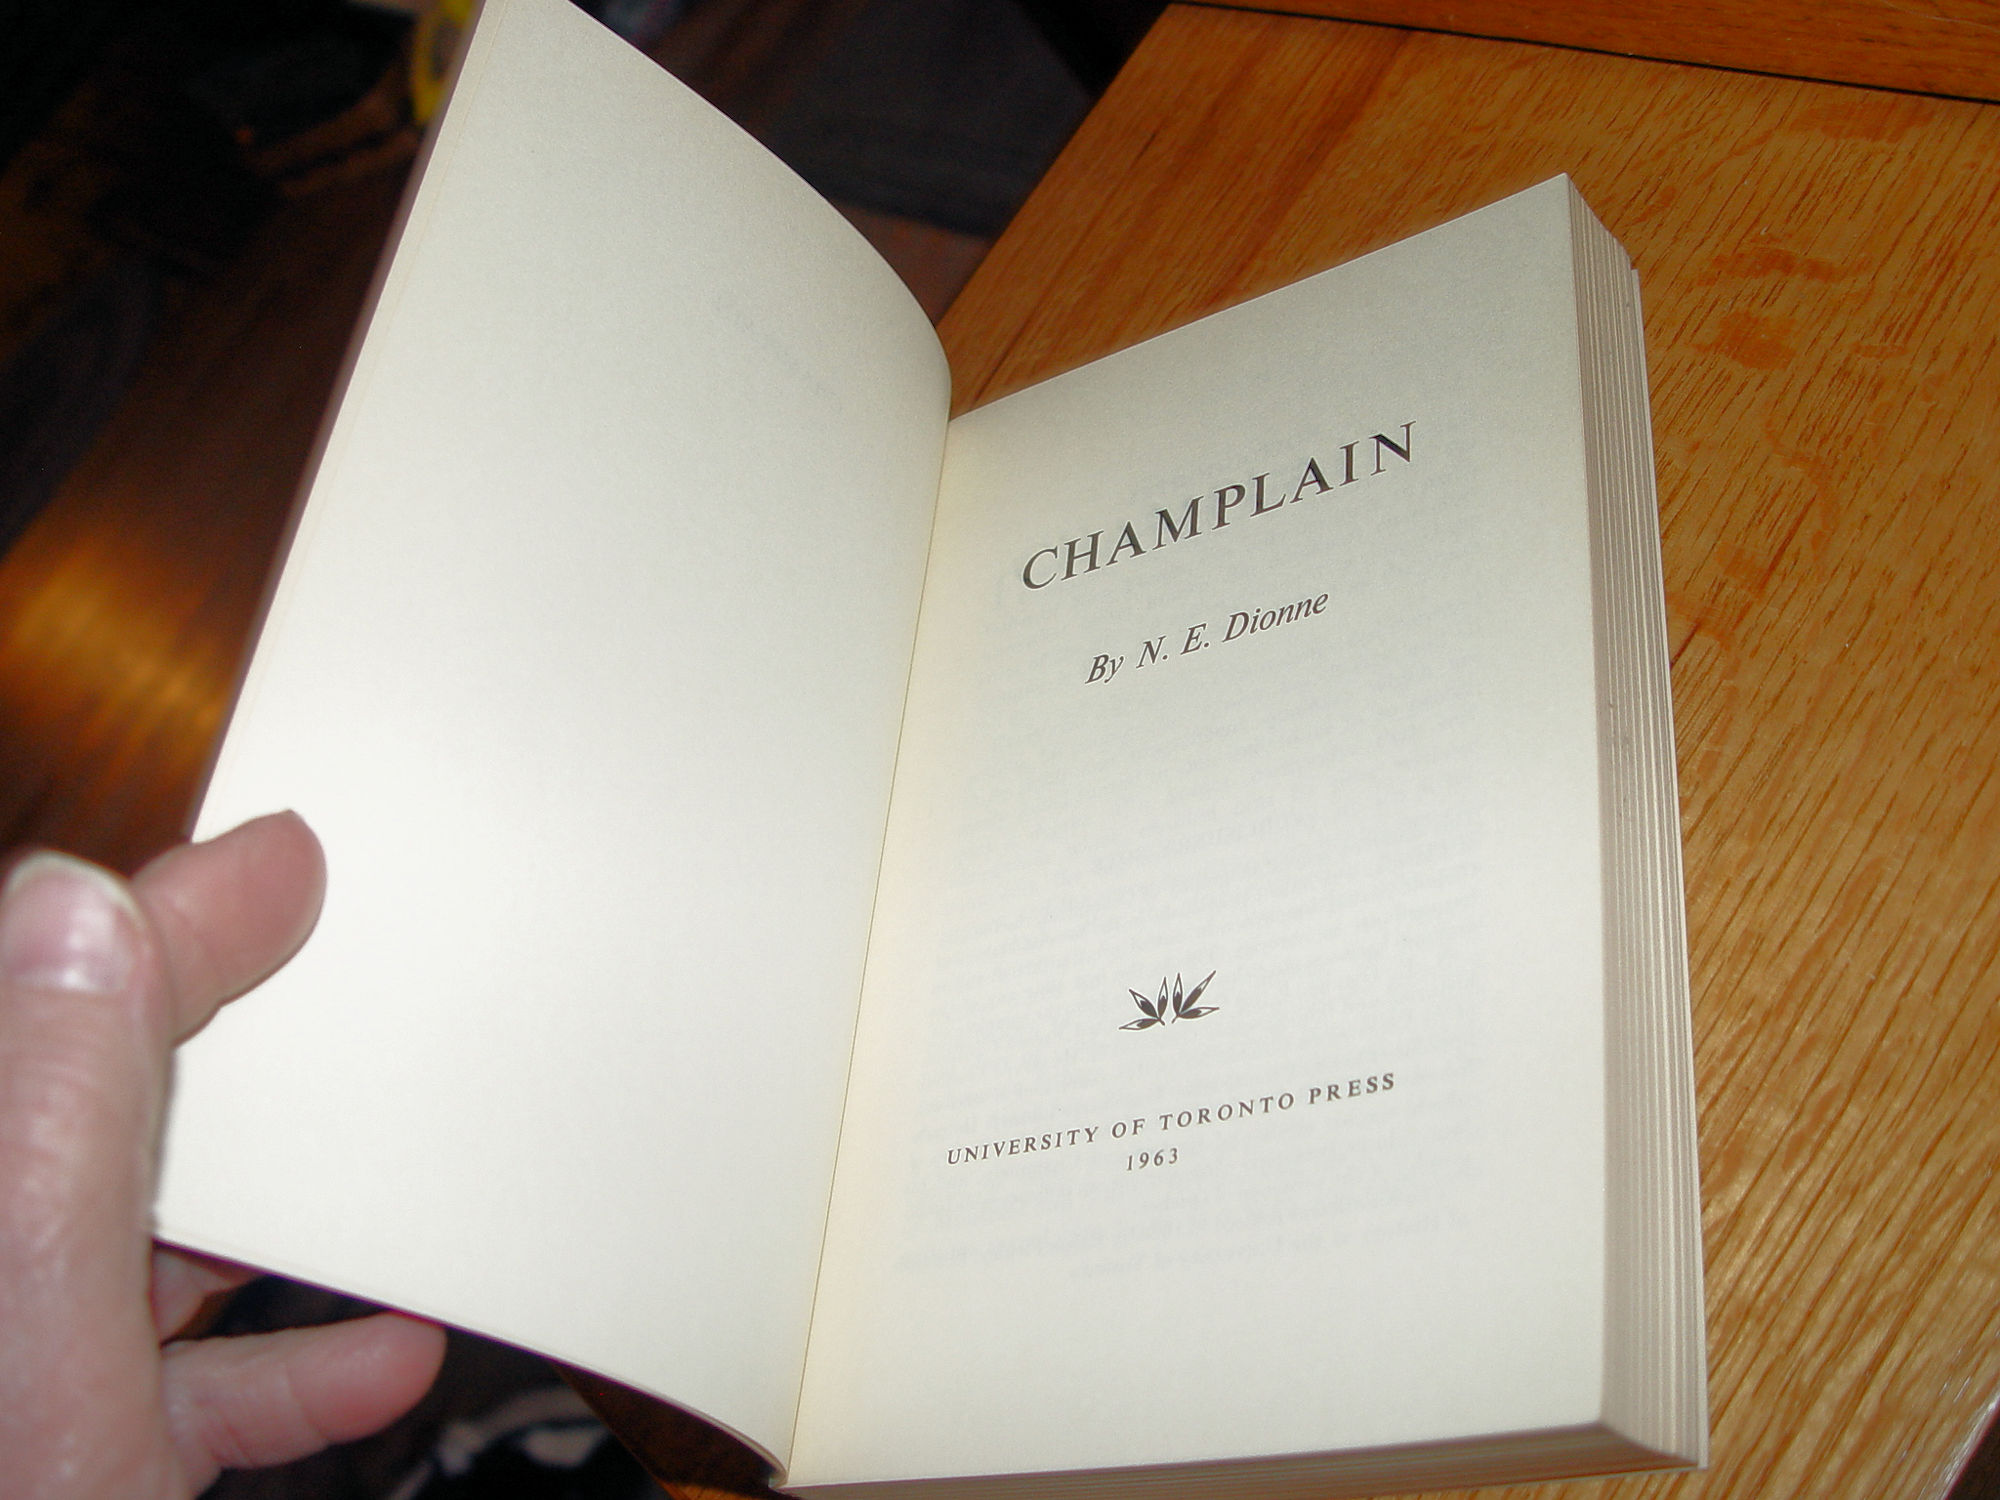 CHAMPLAIN
By N. E. Dionne
UNIVERSITY OF TORONTO PRESS
1963